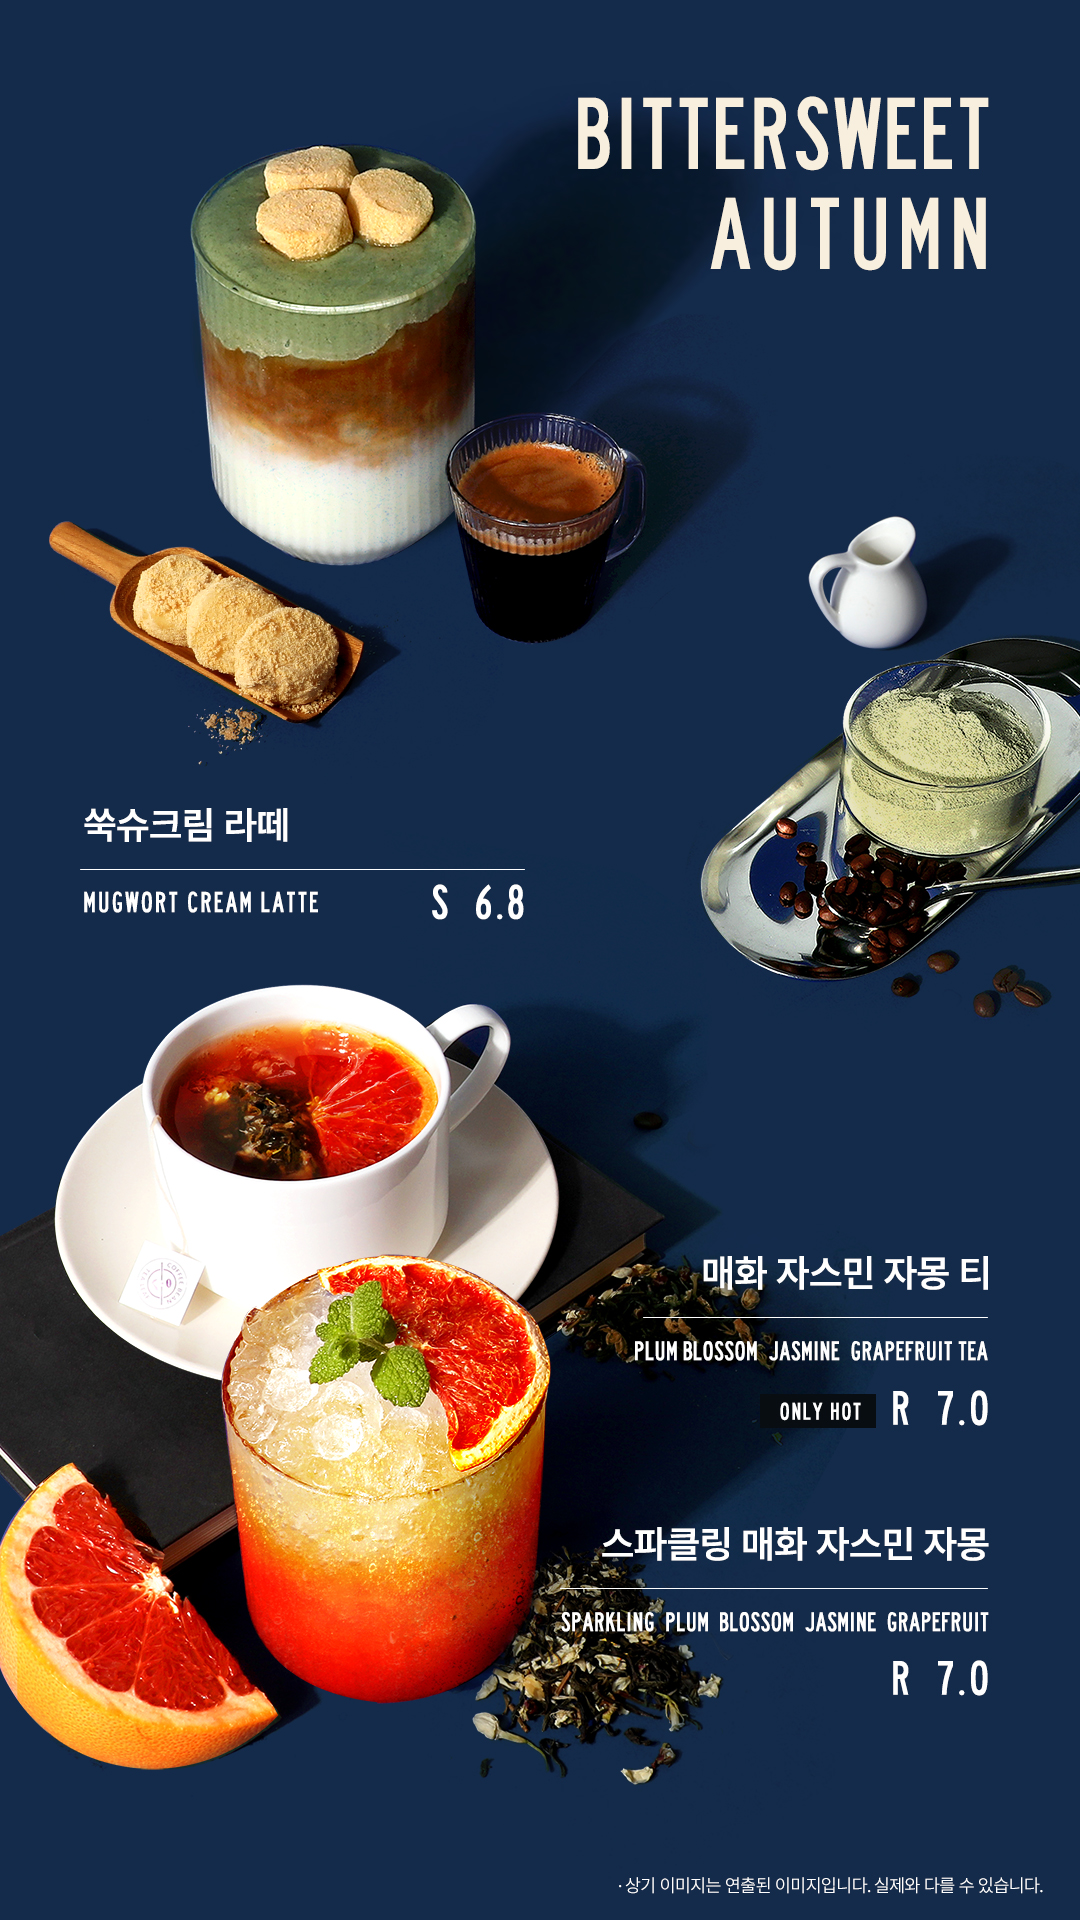 BITTERSWEET
AUTUMN
쑥슈크림 라떼
MUGWORT CREAM LATTE
S 6.8
매화 자스민 자몽 티
PLUM BLOSSOM JASMINE GRAPEFRUIT TEA
ONLY HOT R 7.0
스파클링 매화 자스민 자몽
SPARKLING PLUM BLOSSOM JASMINE GRAPEFRUIT
R 7.0
· 상기 이미지는 연출된 이미지입니다. 실제와 다를 수 있습니다.